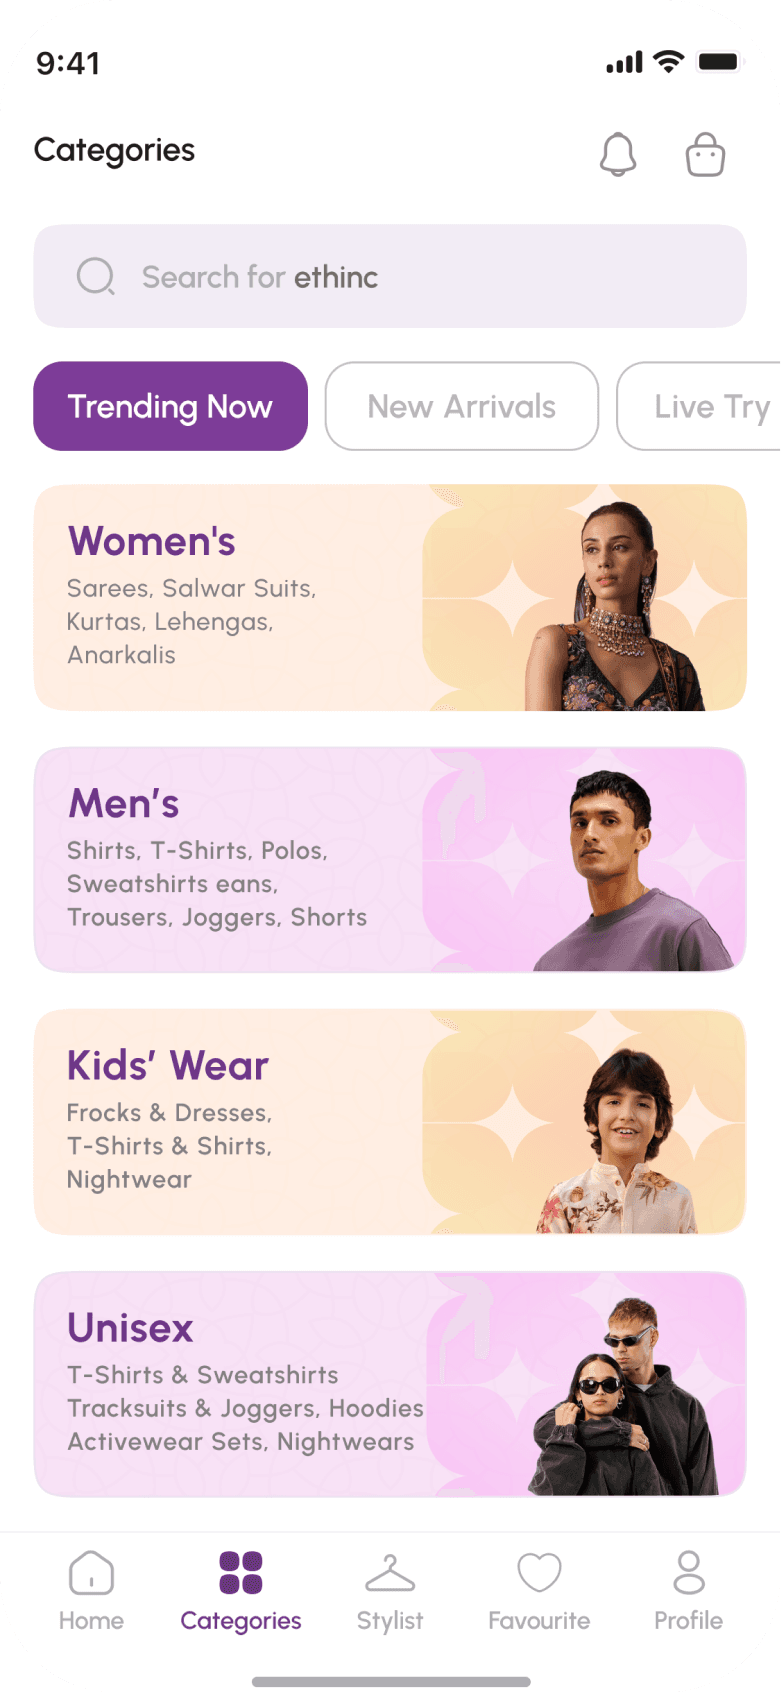 9:41
Categories
Search for ethinc
Trending Now
New Arrivals
Live Try
Women's
Sarees, Salwar Suits,
Kurtas, Lehengas,
Anarkalis
Men’s
Shirts, T-Shirts, Polos,
Sweatshirts eans,
Trousers, Joggers, Shorts
Kids’ Wear
Frocks & Dresses,
T-Shirts & Shirts,
Nightwear
Unisex
T-Shirts & Sweatshirts
Tracksuits & Joggers, Hoodies
Activewear Sets, Nightwears
Home
Categories
Stylist
Favourite
Profile